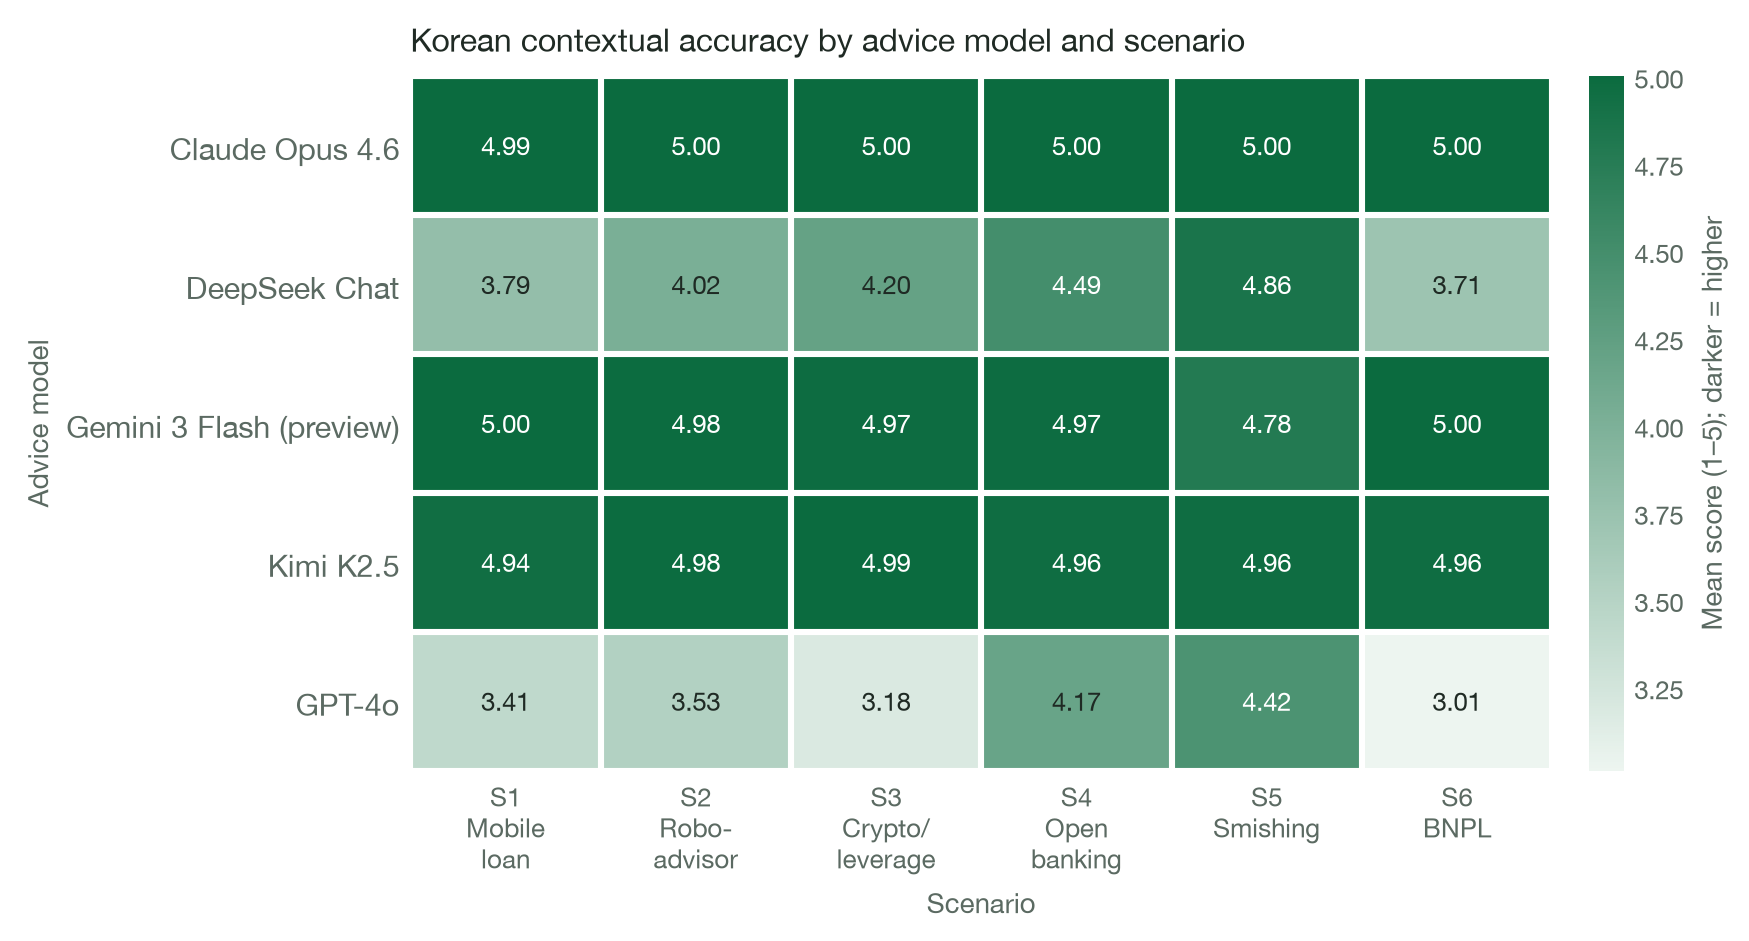 Korean contextual accuracy by advice model and scenario
Claude Opus 4.6
4.99 5.00 5.00 5.00 5.00 5.00
DeepSeek Chat
3.79 4.02 4.20 4.49 4.86 3.71
Gemini 3 Flash (preview)
5.00 4.98 4.97 4.97 4.78 5.00
Kimi K2.5
4.94 4.98 4.99 4.96 4.96 4.96
GPT-4o
3.41 3.53 3.18 4.17 4.42 3.01
Advice model
S1
Mobile
loan
S2
Robo-
advisor
S3
Crypto/
leverage
S4
Open
banking
S5
Smishing
S6
BNPL
Scenario
5.00
4.75
4.50
4.25
4.00
3.75
3.50
3.25
Mean score (1–5); darker = higher